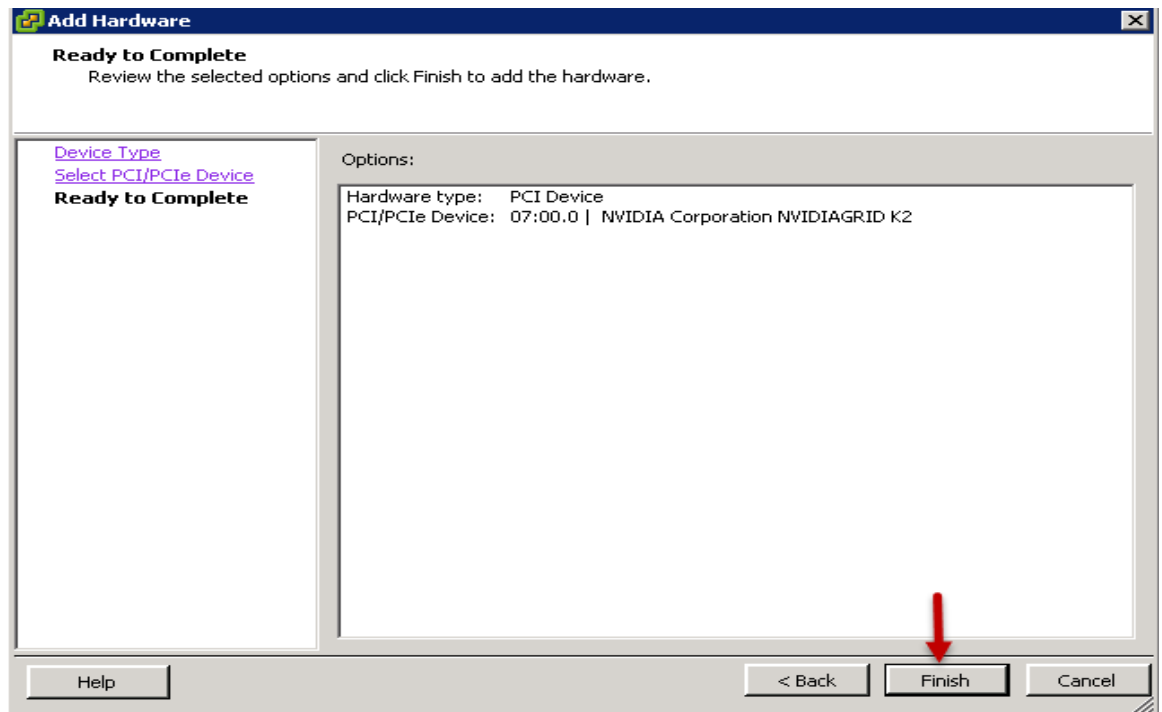 Add Hardware
Ready to Complete
Review the selected options and click Finish to add the hardware.
Device Type
Select PCI/PCIe Device
Ready to Complete
Options:
Hardware type: PCI Device
PCI/PCIe Device: 07:00.0 | NVIDIA Corporation NVIDIAGRID K2
Help
< Back
Finish
Cancel